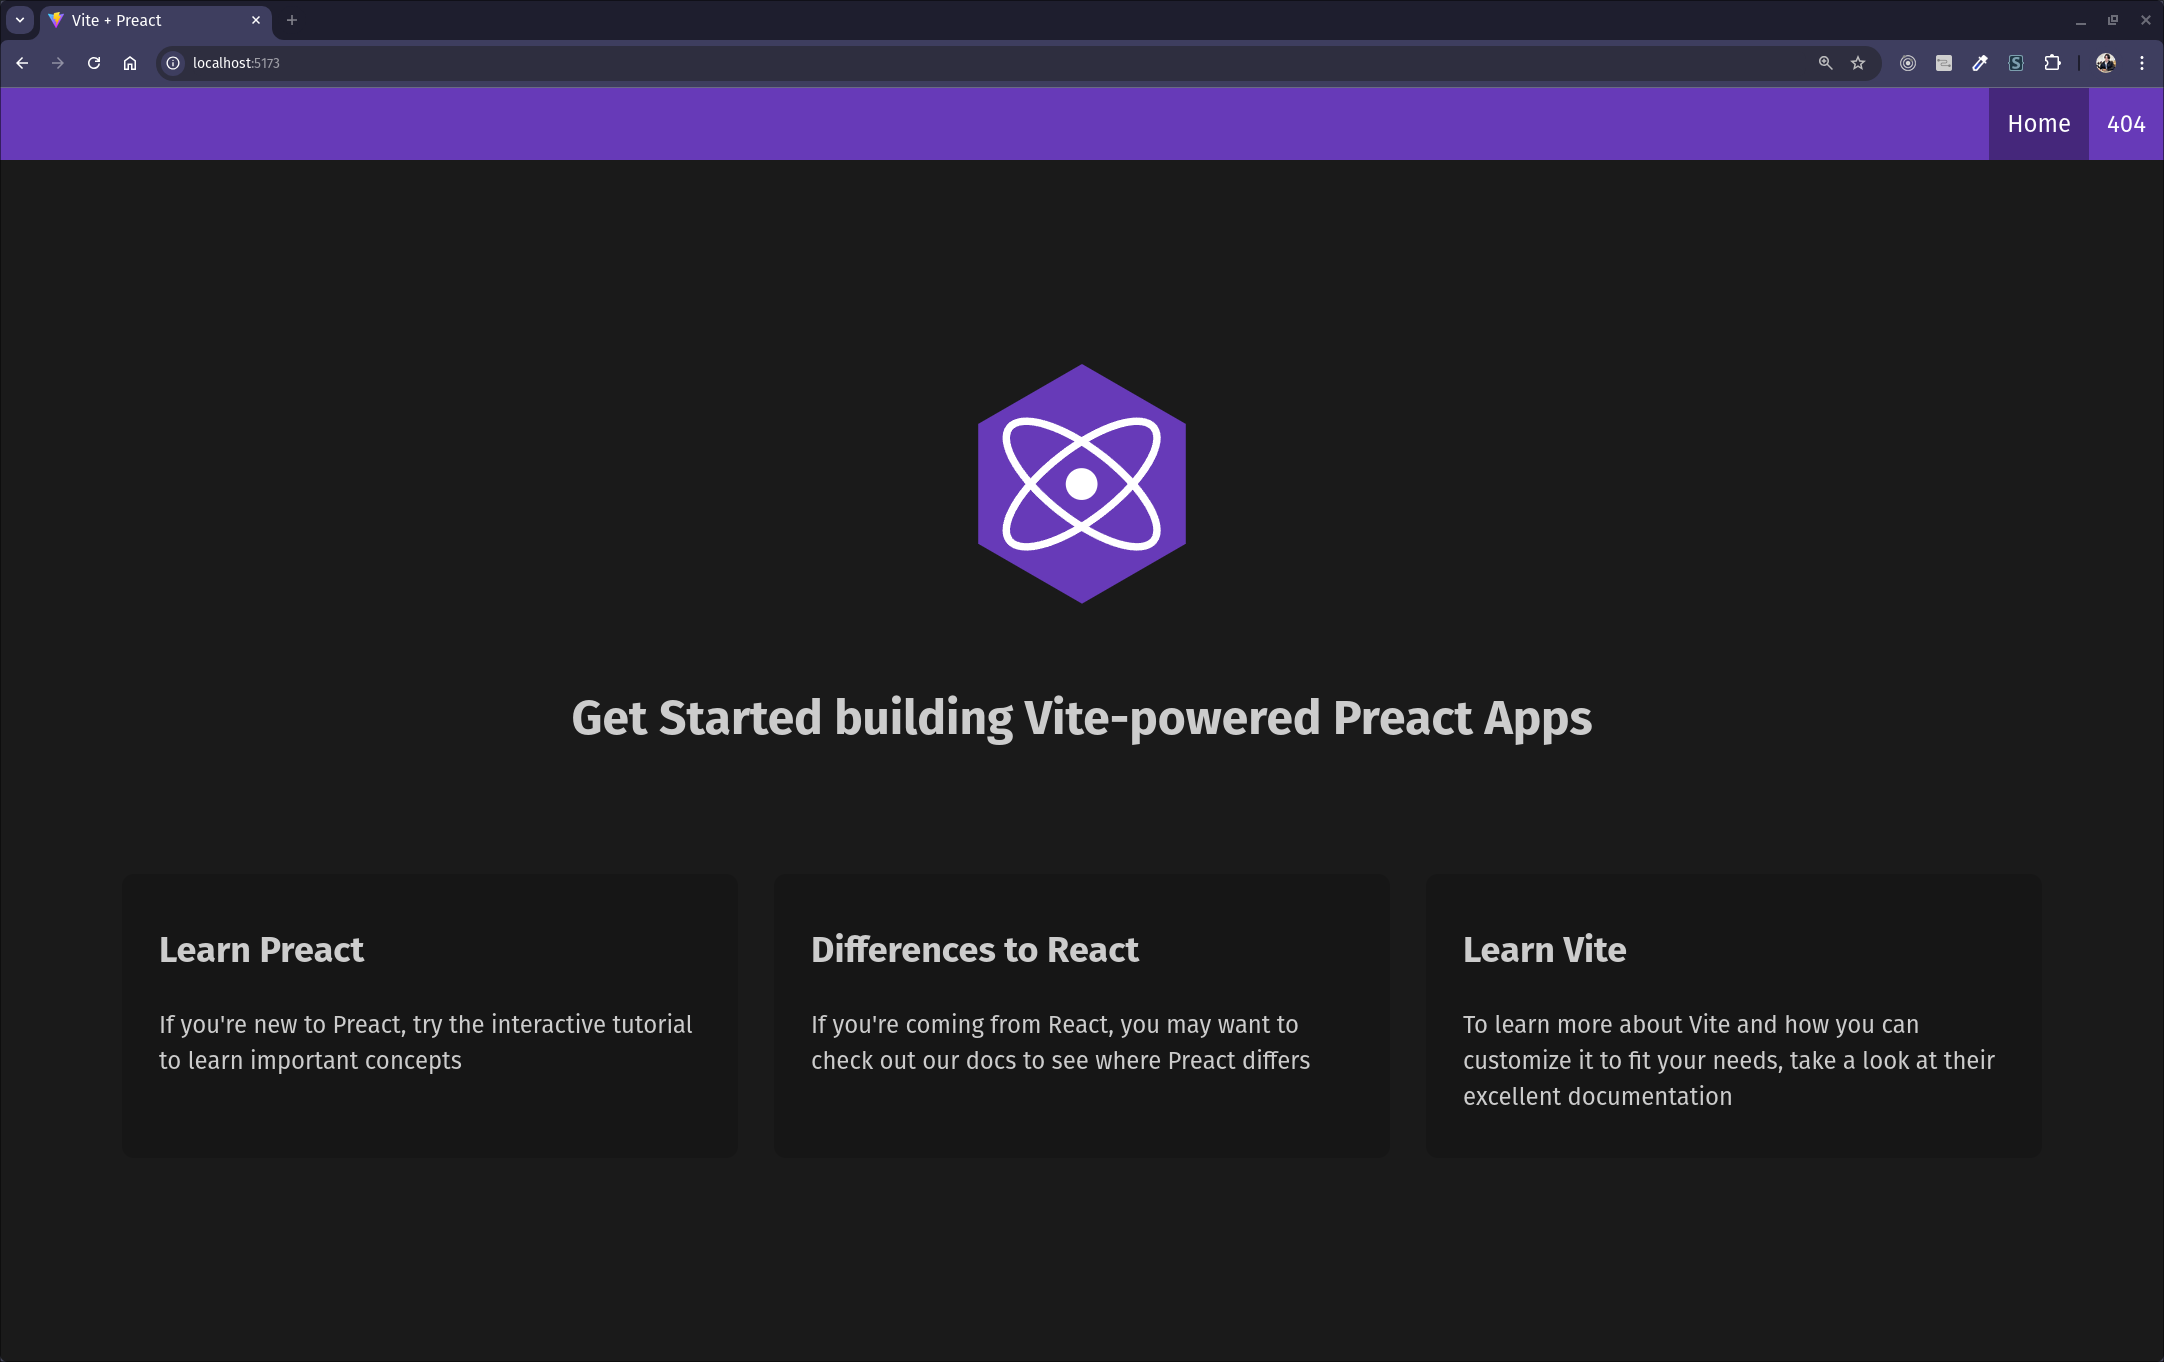 Vite + Preact
localhost:5173
Home
404
Get Started building Vite-powered Preact Apps
Learn Preact
If you're new to Preact, try the interactive tutorial
to learn important concepts
Differences to React
If you're coming from React, you may want to
check out our docs to see where Preact differs
Learn Vite
To learn more about Vite and how you can
customize it to fit your needs, take a look at their
excellent documentation